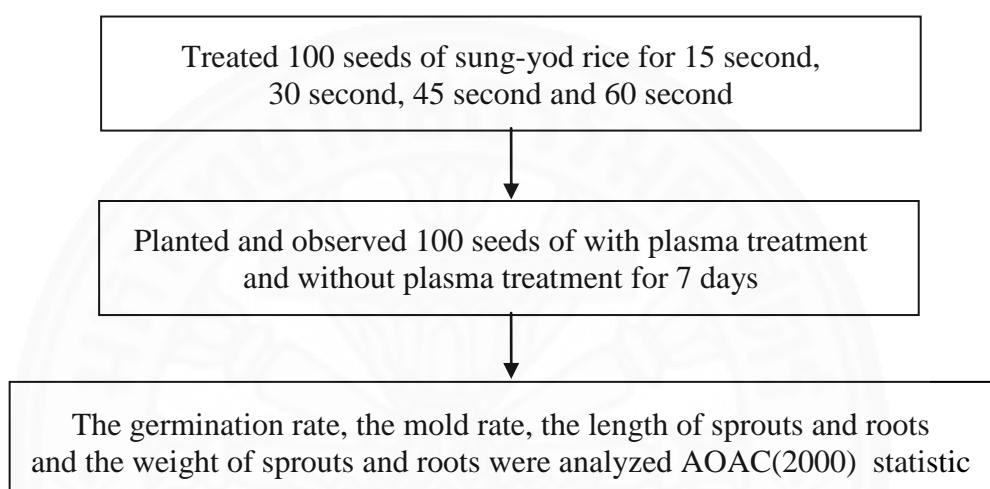 Treated 100 seeds of sung-yod rice for 15 second,
30 second, 45 second and 60 second
Planted and observed 100 seeds of with plasma treatment
and without plasma treatment for 7 days
The germination rate, the mold rate, the length of sprouts and roots
and the weight of sprouts and roots were analyzed AOAC(2000) statistic